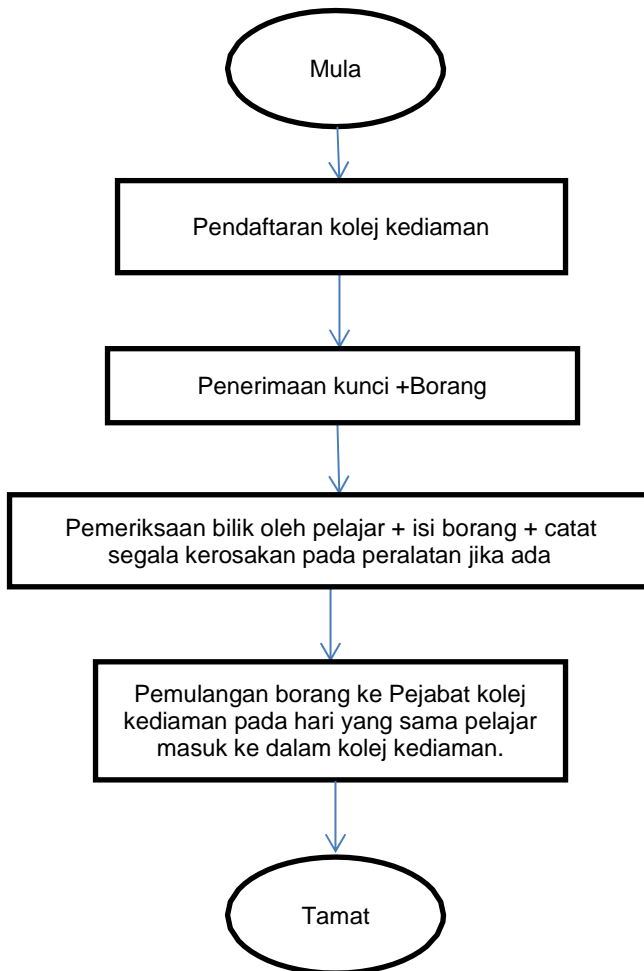 Mula
Pendaftaran kolej kediaman
Penerimaan kunci +Borang
Pemeriksaan bilik oleh pelajar + isi borang + catat
segala kerosakan pada peralatan jika ada
Pemulangan borang ke Pejabat kolej
kediaman pada hari yang sama pelajar
masuk ke dalam kolej kediaman.
Tamat